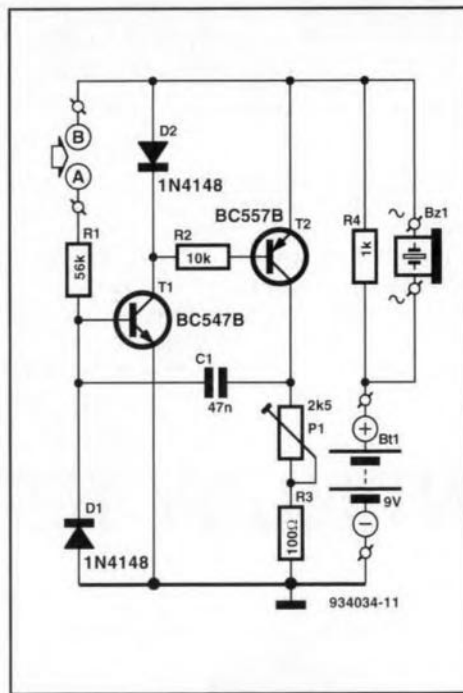 B
A
D2
1N4148
R1
56k
T1
R2
10k
BC557B
T2
BC547B
R4
1k
~
Bz1
~
C1
47n
2k5
P1
+
Bt1
9V
−
R3
100Ω
D1
1N4148
934034-11